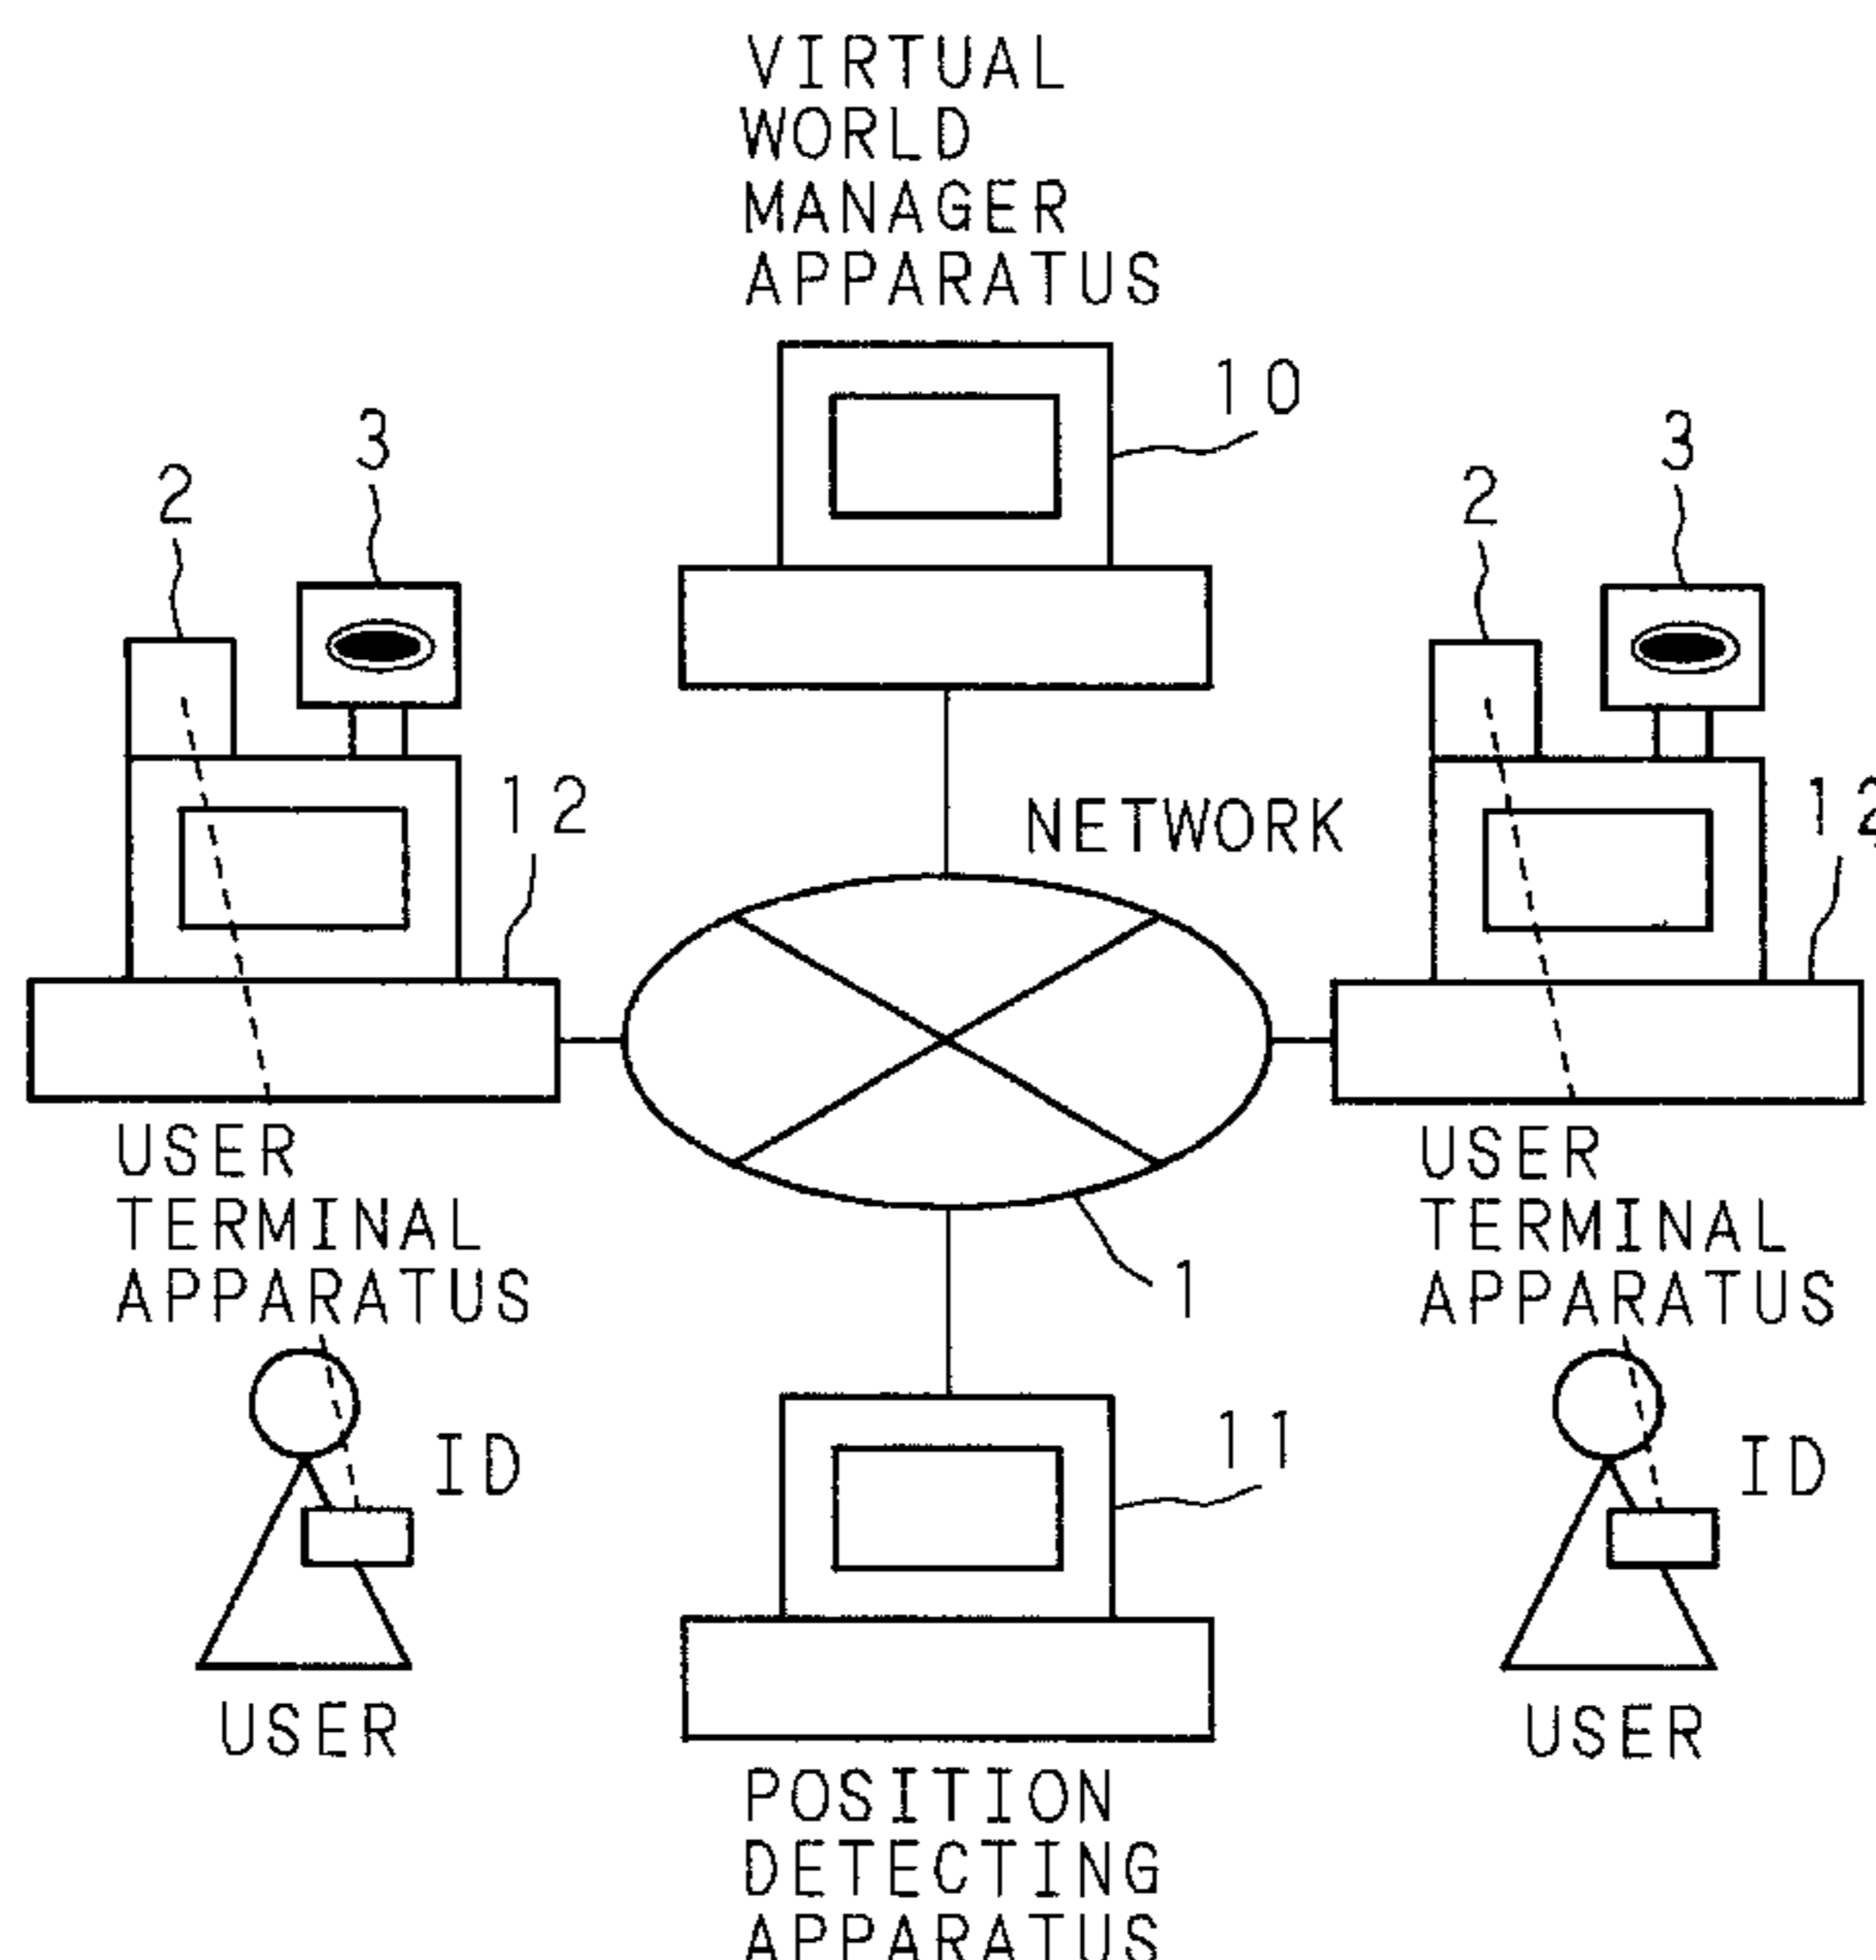 VIRTUAL
WORLD
MANAGER
APPARATUS
10
3
2
3
2
12
NETWORK
12
USER
TERMINAL
APPARATUS
1
USER
TERMINAL
APPARATUS
ID
11
ID
USER
USER
POSITION
DETECTING
APPARATUS